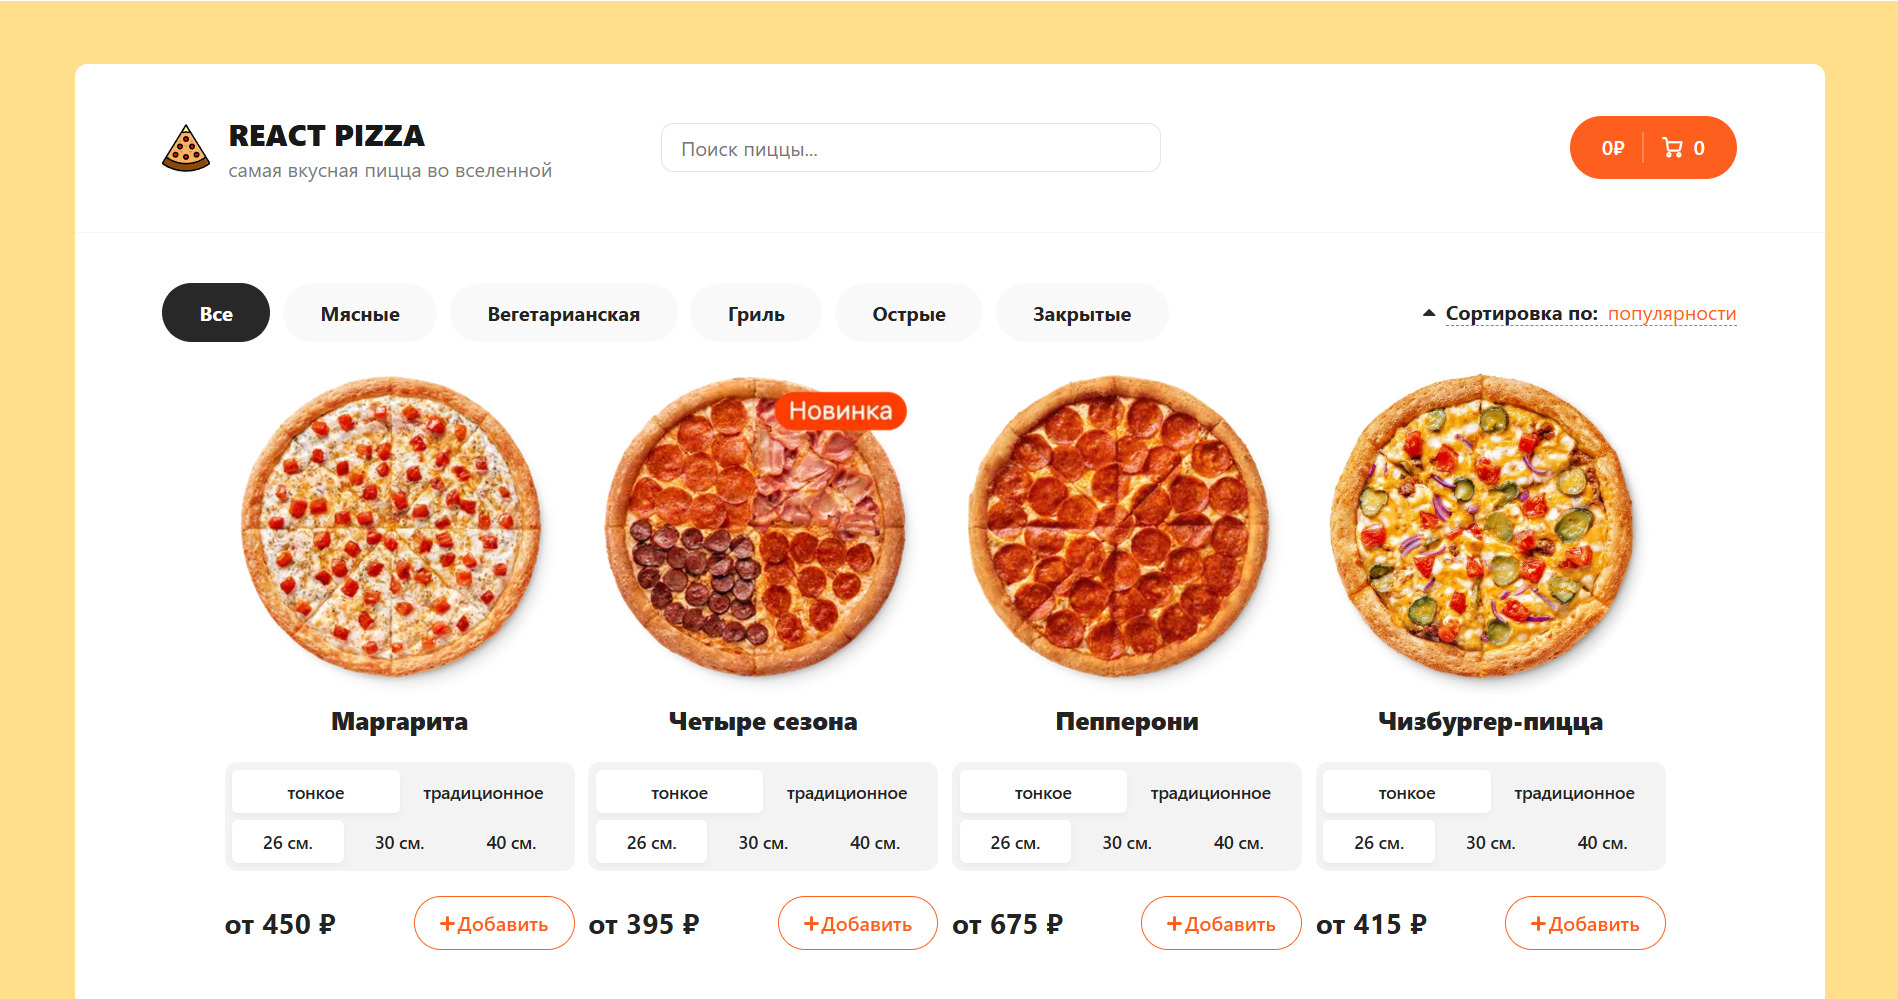 REACT PIZZA
самая вкусная пицца во вселенной
Поиск пиццы...
0₽ 0
Все Мясные Вегетарианская Гриль Острые Закрытые
Сортировка по: популярности
Новинка
Маргарита
тонкое традиционное
26 см. 30 см. 40 см.
от 450 ₽ +Добавить
Четыре сезона
тонкое традиционное
26 см. 30 см. 40 см.
от 395 ₽ +Добавить
Пепперони
тонкое традиционное
26 см. 30 см. 40 см.
от 675 ₽ +Добавить
Чизбургер-пицца
тонкое традиционное
26 см. 30 см. 40 см.
от 415 ₽ +Добавить